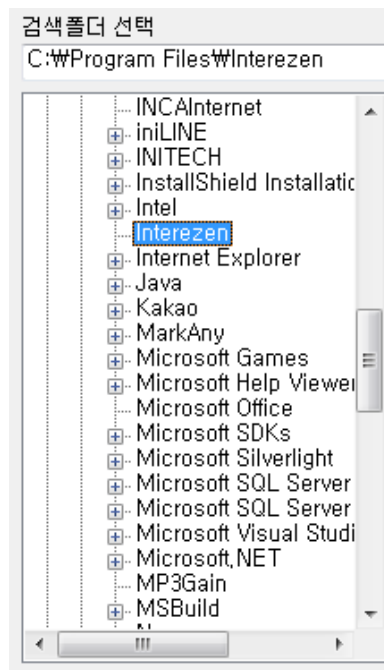 검색폴더 선택
C:₩Program Files₩Interezen
INCAInternet
iniLINE
INITECH
InstallShield Installatic
Intel
Interezen
Internet Explorer
Java
Kakao
MarkAny
Microsoft Games
Microsoft Help Viewer
Microsoft Office
Microsoft SDKs
Microsoft Silverlight
Microsoft SQL Server
Microsoft SQL Server
Microsoft Visual Studi
Microsoft.NET
MP3Gain
MSBuild